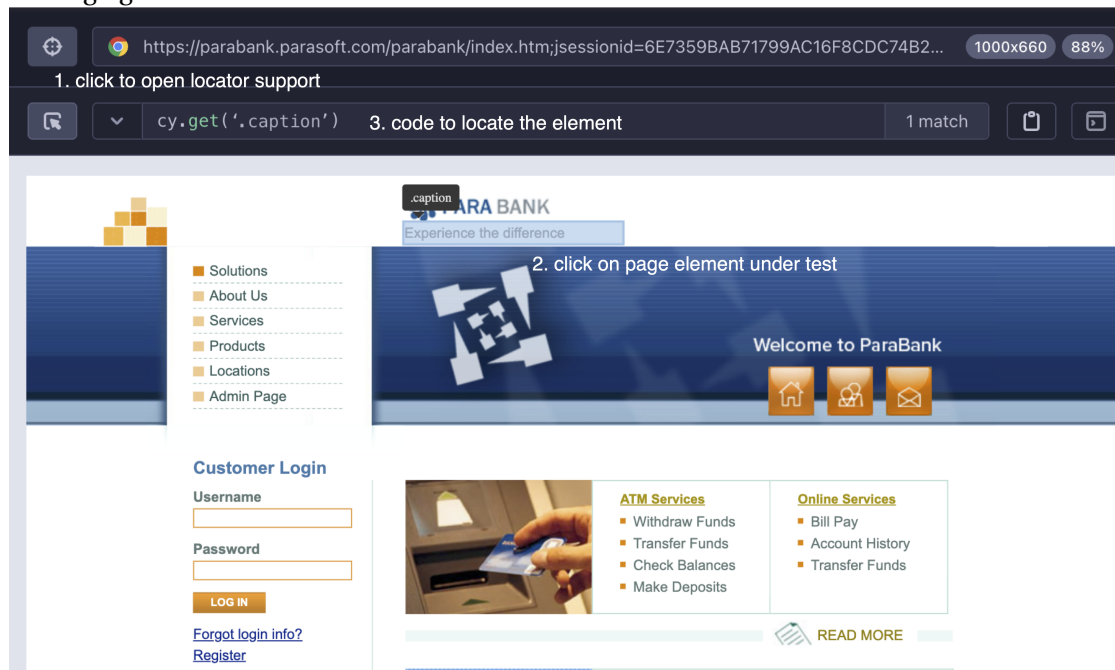 https://parabank.parasoft.com/parabank/index.htm;jsessionid=6E7359BAB71799AC16F8CDC74B2... 1000x660 88%
1. click to open locator support
cy.get(‘.caption’) 3. code to locate the element 1 match
.caption
PARA BANK
Experience the difference
2. click on page element under test
Solutions
About Us
Services
Products
Locations
Admin Page
Welcome to ParaBank
Customer Login
Username
Password
LOG IN
Forgot login info?
Register
ATM Services
Withdraw Funds
Transfer Funds
Check Balances
Make Deposits
Online Services
Bill Pay
Account History
Transfer Funds
READ MORE